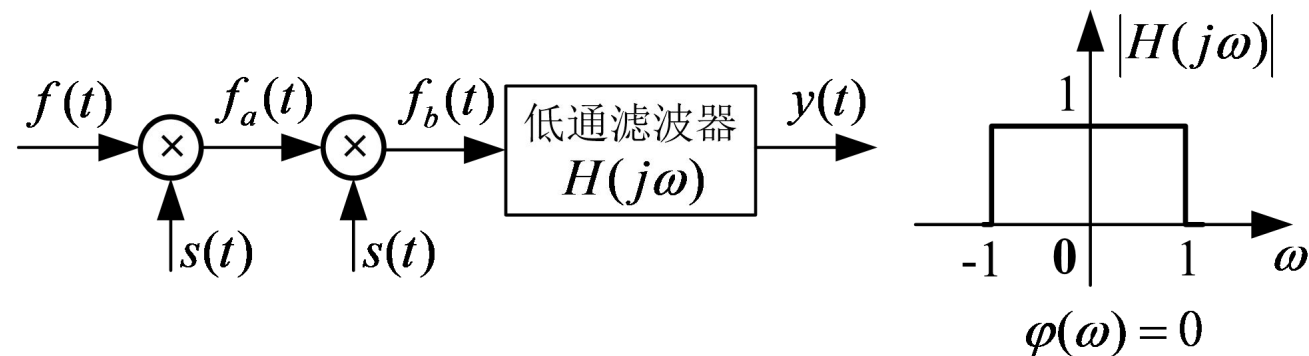 f(t)
f_a(t)
f_b(t)
低通滤波器
H(jω)
y(t)
s(t)
s(t)
|H(jω)|
1
-1
0
1
ω
φ(ω) = 0